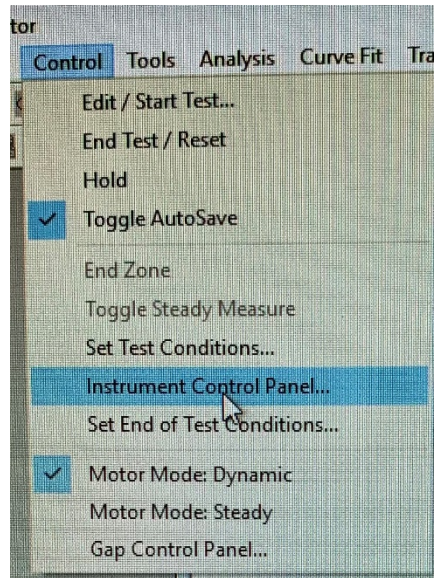 tor
Control Tools Analysis Curve Fit Tra
Edit / Start Test...
End Test / Reset
Hold
Toggle AutoSave
End Zone
Toggle Steady Measure
Set Test Conditions...
Instrument Control Panel...
Set End of Test Conditions...
Motor Mode: Dynamic
Motor Mode: Steady
Gap Control Panel...